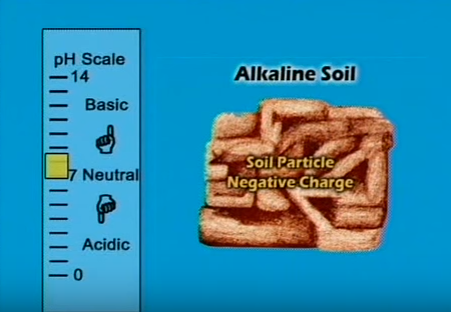 pH Scale
14
Basic
7 Neutral
Acidic
0
Alkaline Soil
Soil Particle
Negative Charge